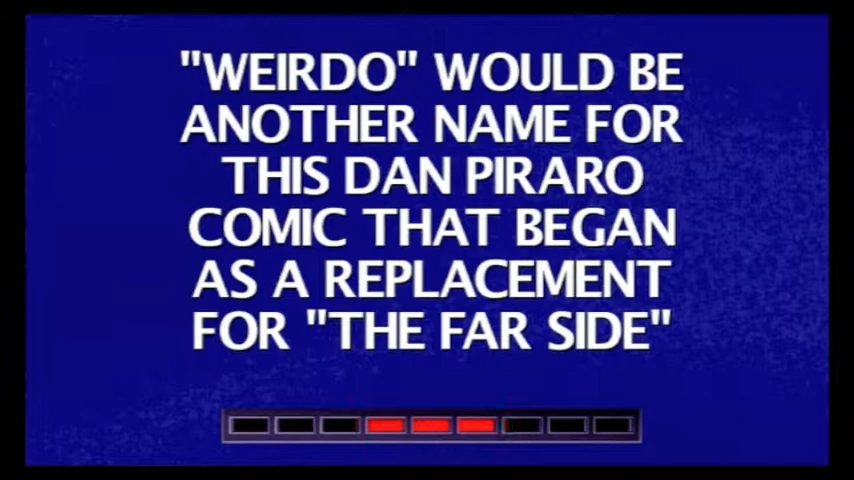 "WEIRDO" WOULD BE
ANOTHER NAME FOR
THIS DAN PIRARO
COMIC THAT BEGAN
AS A REPLACEMENT
FOR "THE FAR SIDE"